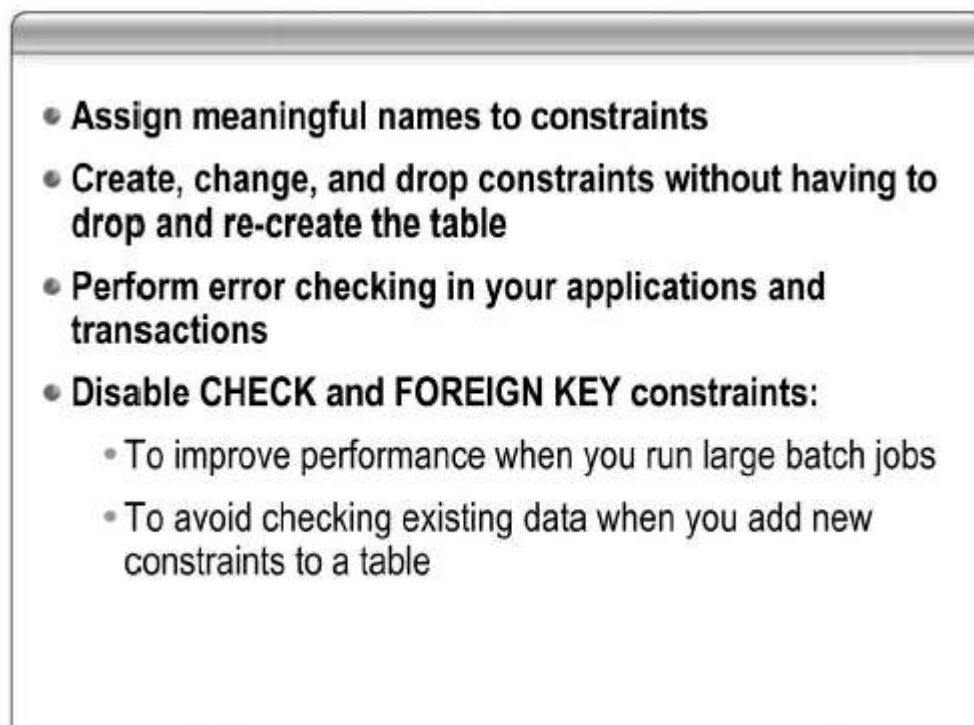 Assign meaningful names to constraints
Create, change, and drop constraints without having to
drop and re-create the table
Perform error checking in your applications and
transactions
Disable CHECK and FOREIGN KEY constraints:
To improve performance when you run large batch jobs
To avoid checking existing data when you add new
constraints to a table